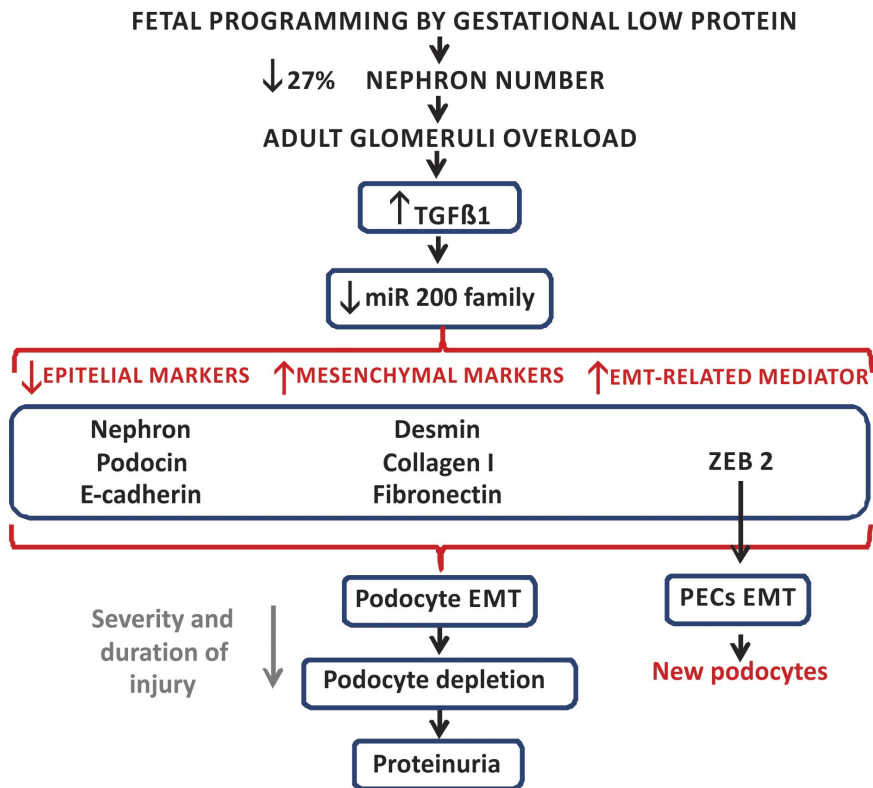 FETAL PROGRAMMING BY GESTATIONAL LOW PROTEIN
↓ 27% NEPHRON NUMBER
ADULT GLOMERULI OVERLOAD
↑ TGFß1
↓ miR 200 family
↓ EPITELIAL MARKERS
↑ MESENCHYMAL MARKERS
↑ EMT-RELATED MEDIATOR
Nephron
Podocin
E-cadherin
Desmin
Collagen I
Fibronectin
ZEB 2
Severity and
duration of
injury
Podocyte EMT
Podocyte depletion
Proteinuria
PECs EMT
New podocytes